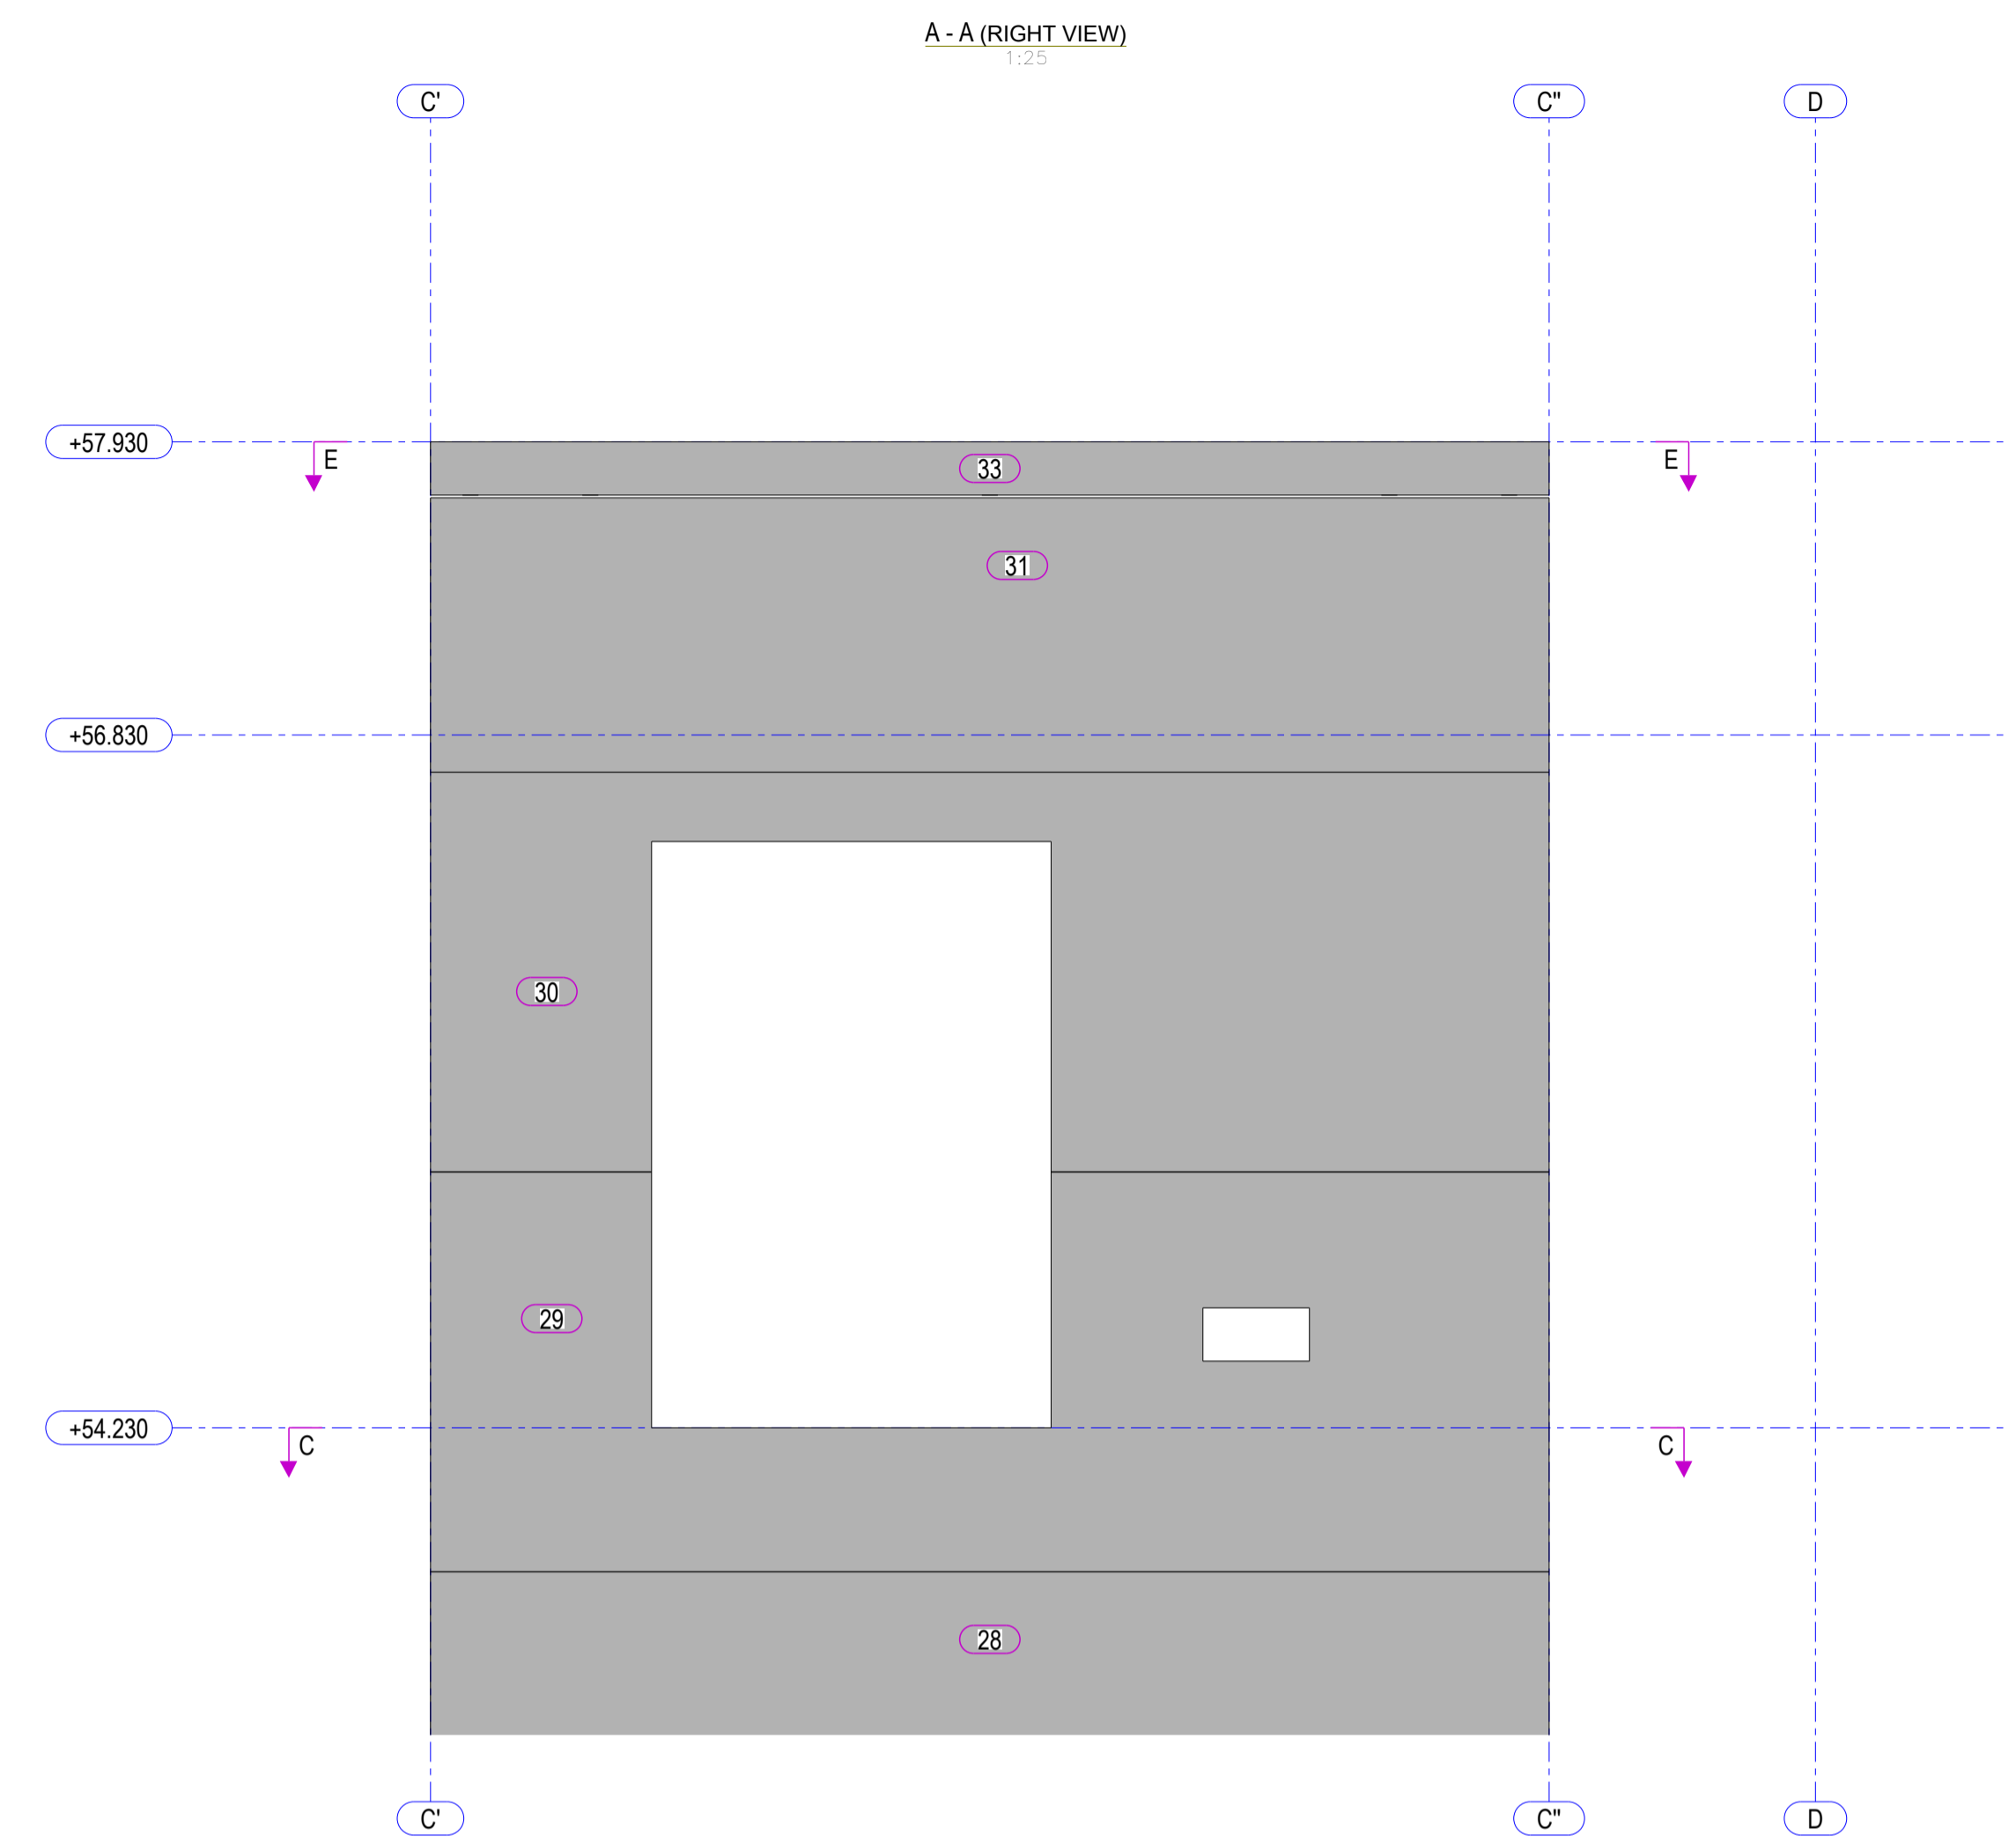 A - A (RIGHT VIEW)
1:25
C' C" D
+57.930 E 33 E
31
+56.830
30
29
+54.230 C C
28
C' C" D